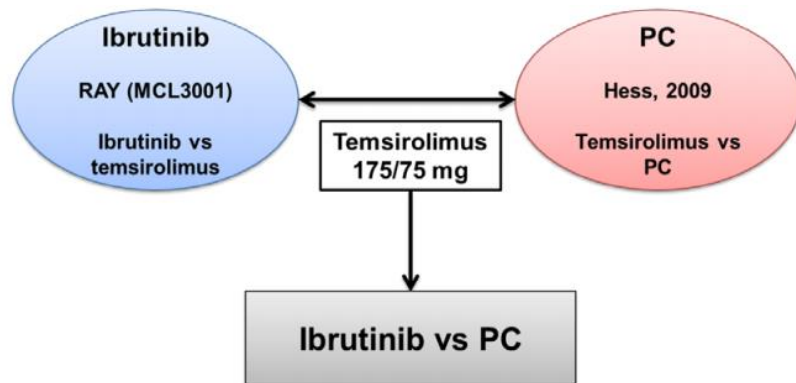 Ibrutinib
RAY (MCL3001)
Ibrutinib vs
temsirolimus
Temsirolimus
175/75 mg
PC
Hess, 2009
Temsirolimus vs
PC
Ibrutinib vs PC